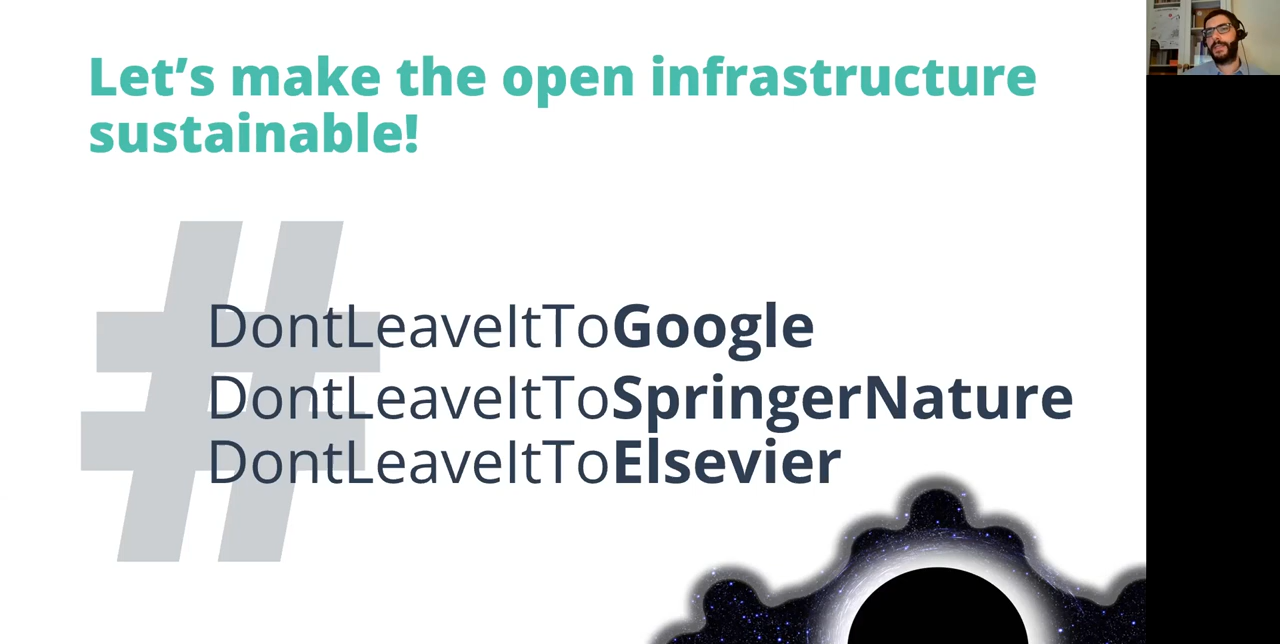 Let’s make the open infrastructure
sustainable!
#
DontLeaveItToGoogle
DontLeaveItToSpringerNature
DontLeaveItToElsevier